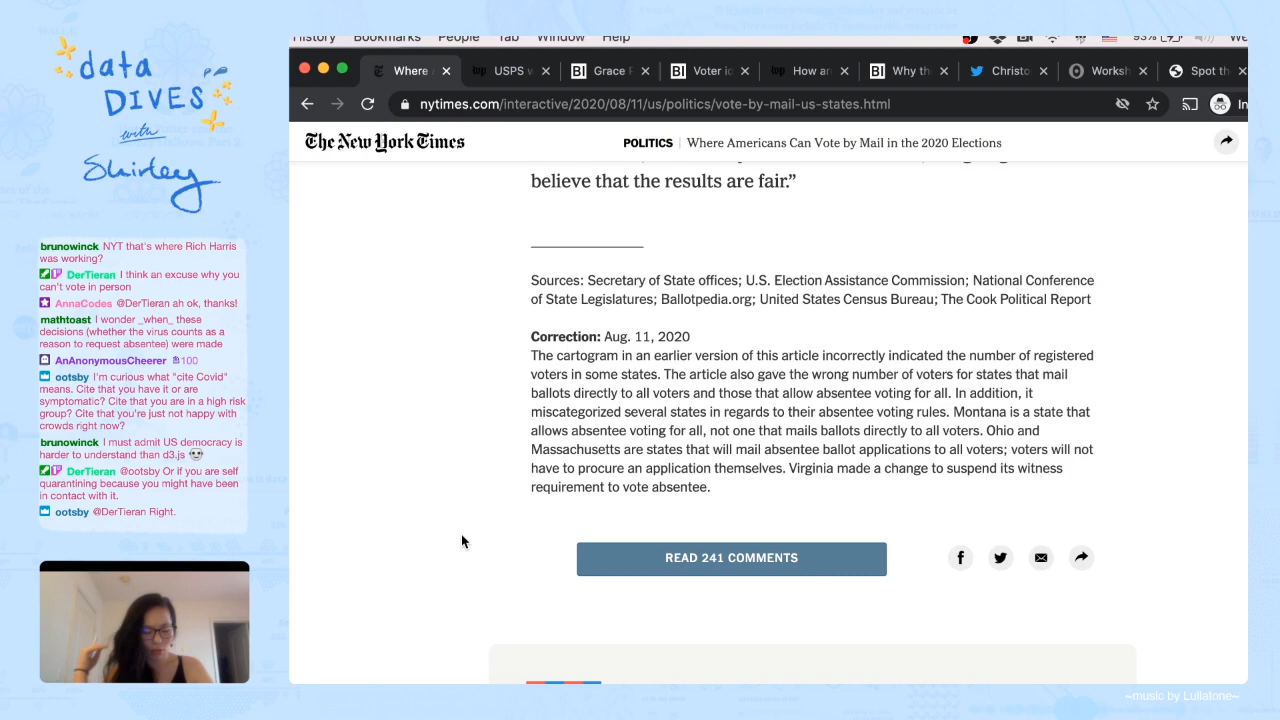 data
DIVES
with
Shirley
brunowinck NYT that's where Rich Harris
was working?
DerTieran I think an excuse why you
can't vote in person
AnnaCodes @DerTieran ah ok, thanks!
mathtoast I wonder _when_ these
decisions (whether the virus counts as a
reason to request absentee) were made
AnAnonymousCheerer 100
ootsby I'm curious what "cite Covid"
means. Cite that you have it or are
symptomatic? Cite that you are in a high risk
group? Cite that you're just not happy with
crowds right now?
brunowinck I must admit US democracy is
harder to understand than d3.js
DerTieran @ootsby Or if you are self
quarantining because you might have been
in contact with it.
ootsby @DerTieran Right.
History Bookmarks People Tab Window Help 93% We
Where USPS w Grace F Voter ic How ar Why th Christo Worksh Spot th
nytimes.com/interactive/2020/08/11/us/politics/vote-by-mail-us-states.html In
The New York Times POLITICS | Where Americans Can Vote by Mail in the 2020 Elections
believe that the results are fair.”
Sources: Secretary of State offices; U.S. Election Assistance Commission; National Conference
of State Legislatures; Ballotpedia.org; United States Census Bureau; The Cook Political Report
Correction: Aug. 11, 2020
The cartogram in an earlier version of this article incorrectly indicated the number of registered
voters in some states. The article also gave the wrong number of voters for states that mail
ballots directly to all voters and those that allow absentee voting for all. In addition, it
miscategorized several states in regards to their absentee voting rules. Montana is a state that
allows absentee voting for all, not one that mails ballots directly to all voters. Ohio and
Massachusetts are states that will mail absentee ballot applications to all voters; voters will not
have to procure an application themselves. Virginia made a change to suspend its witness
requirement to vote absentee.
READ 241 COMMENTS
~music by Lullatone~